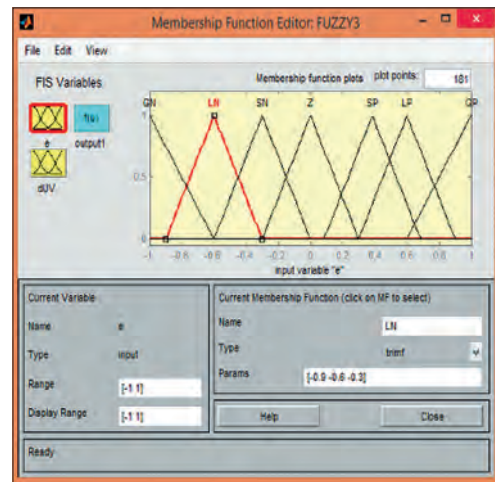 Membership Function Editor: FUZZY3
File Edit View
FIS Variables
Membership function plots plot points: 181
e
f(u)
output1
dUV
GN LN SN Z SP LP GP
1
0.5
0
-1 -0.8 -0.6 -0.4 -0.2 0 0.2 0.4 0.6 0.8 1
input variable "e"
Current Variable
Name e
Type input
Range [-1 1]
Display Range [-1 1]
Current Membership Function (click on MF to select)
Name LN
Type trimf
Params [-0.9 -0.6 -0.3]
Help Close
Ready